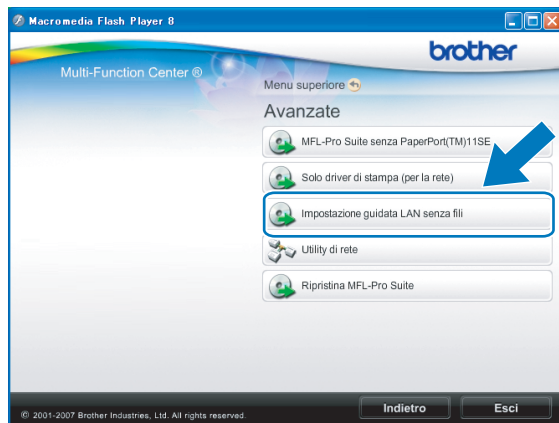 Macromedia Flash Player 8
brother
Multi-Function Center ®
Menu superiore
Avanzate
MFL-Pro Suite senza PaperPort(TM)11SE
Solo driver di stampa (per la rete)
Impostazione guidata LAN senza fili
Utility di rete
Ripristina MFL-Pro Suite
© 2001-2007 Brother Industries, Ltd. All rights reserved.
Indietro
Esci